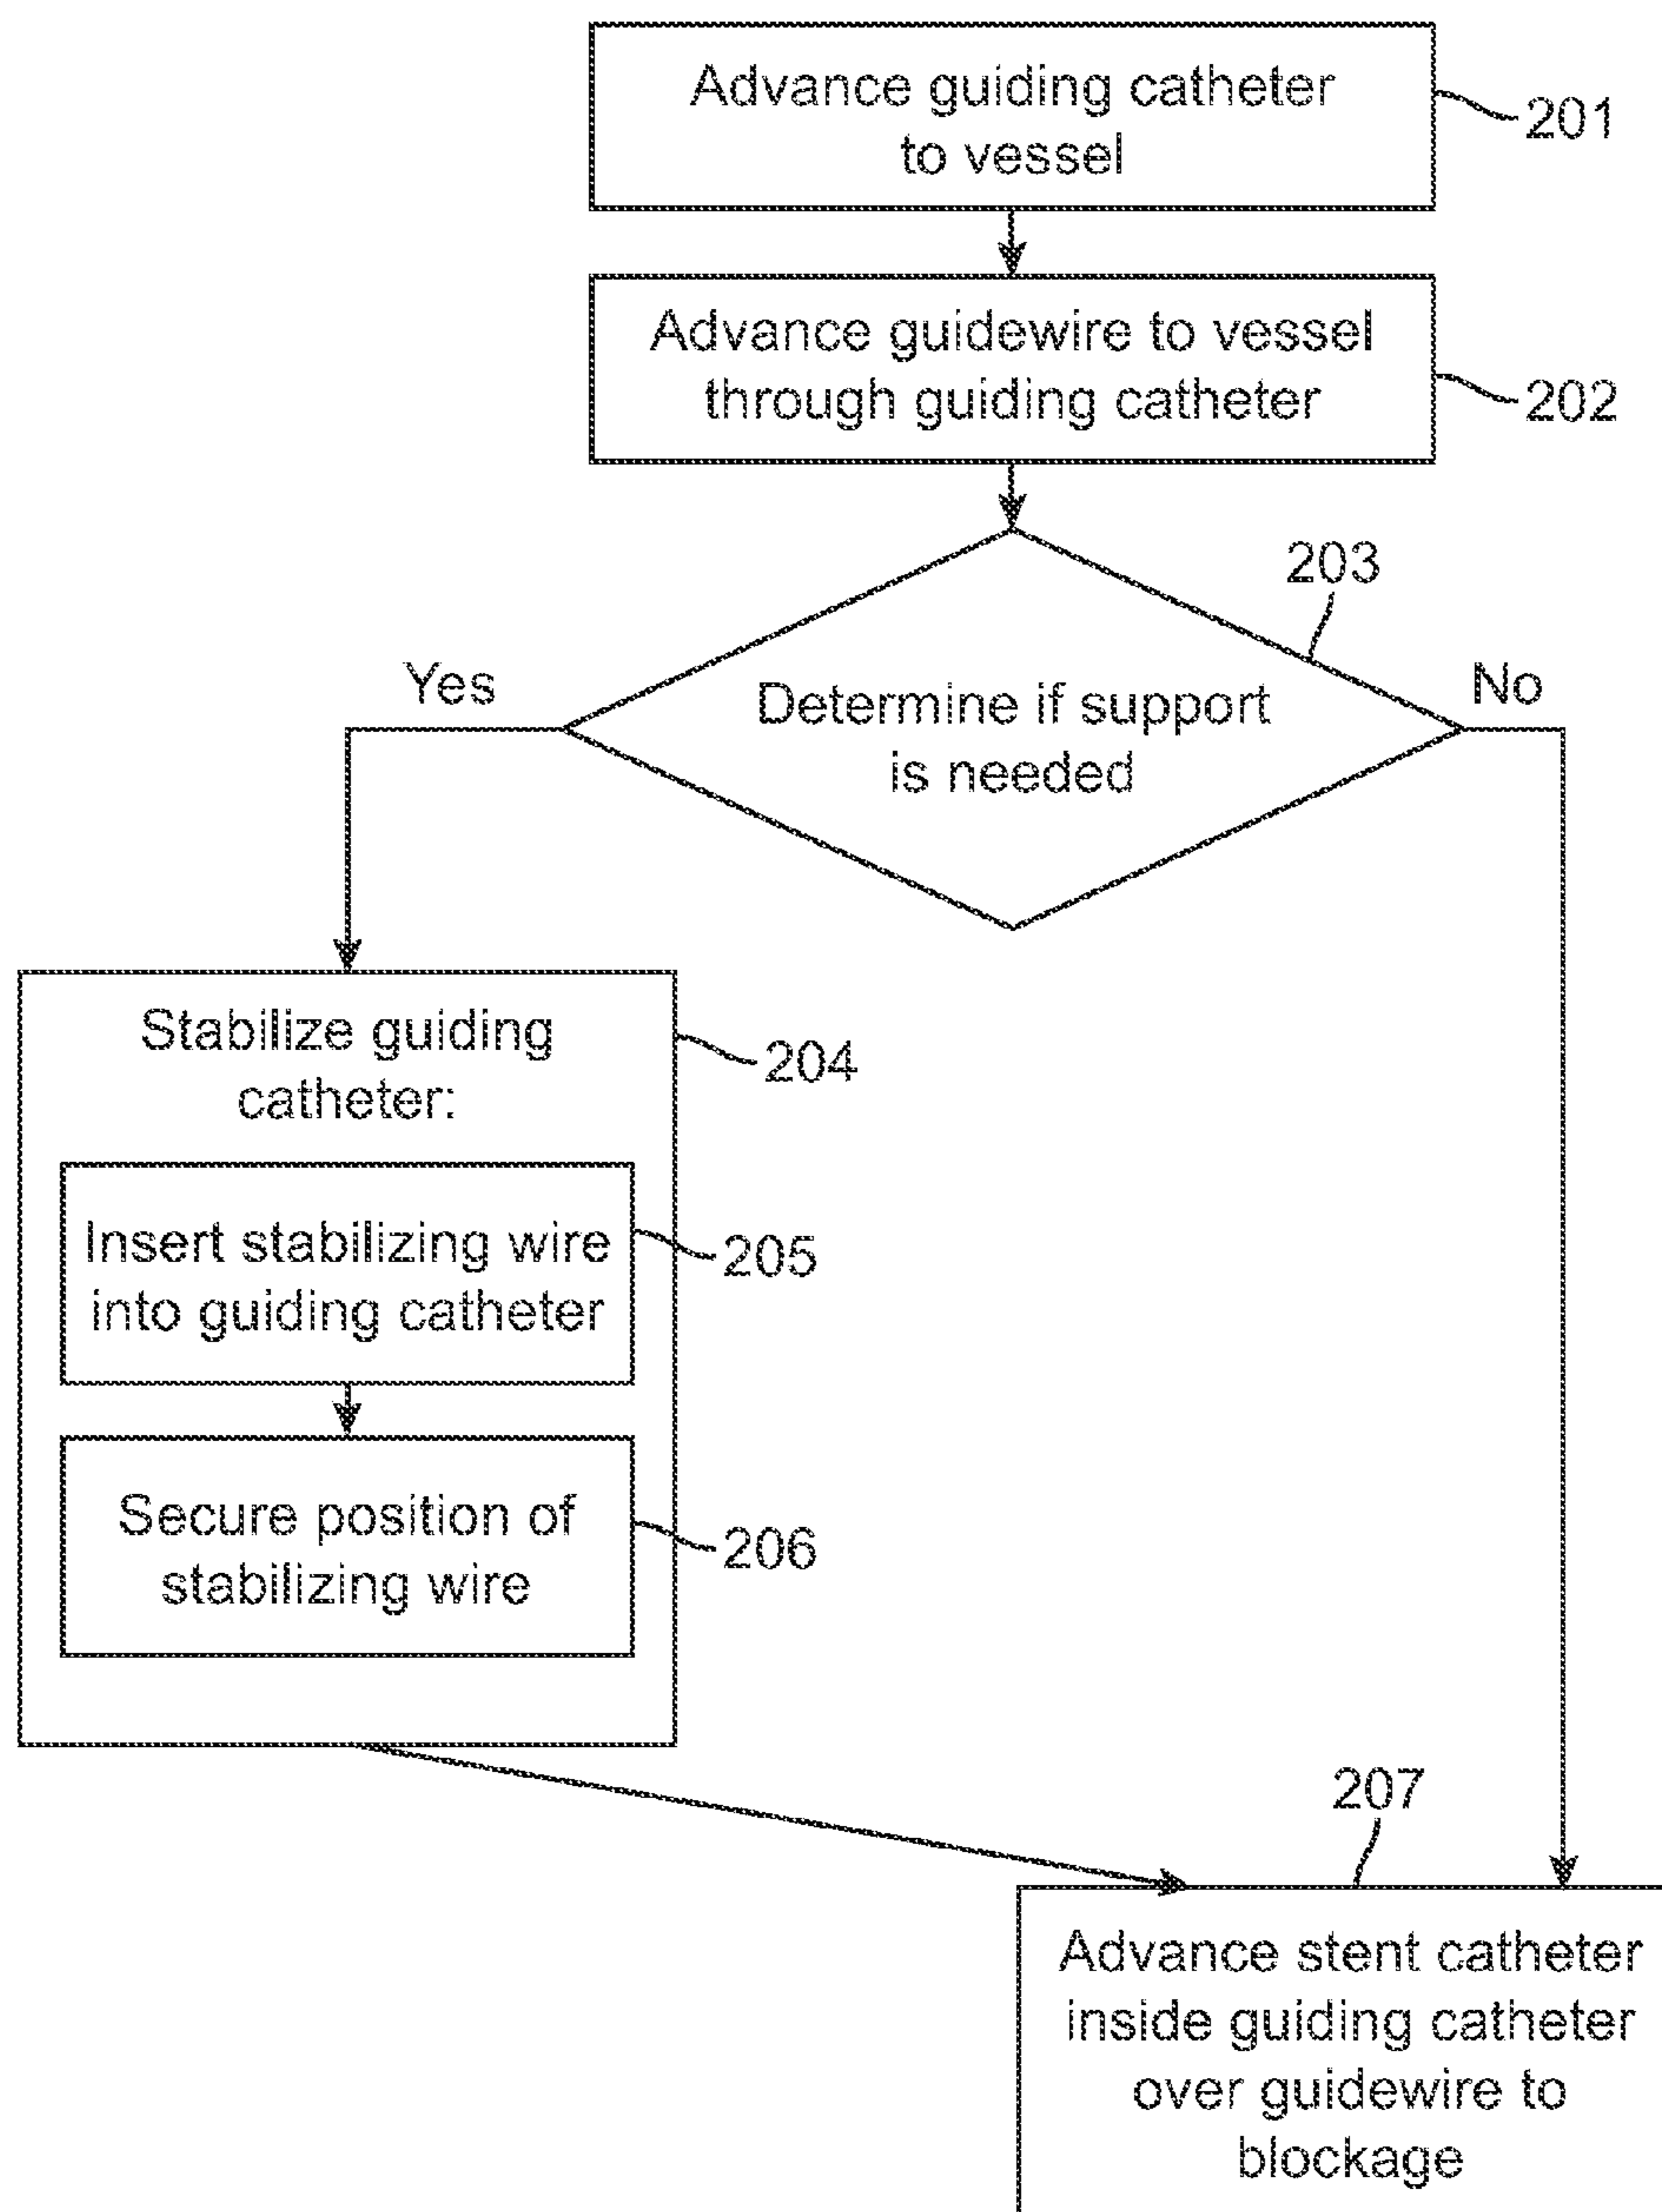 Advance guiding catheter
to vessel
201
Advance guidewire to vessel
through guiding catheter
202
203
Yes
No
Determine if support
is needed
Stabilize guiding
catheter:
204
Insert stabilizing wire
into guiding catheter
205
Secure position of
stabilizing wire
206
207
Advance stent catheter
inside guiding catheter
over guidewire to
blockage